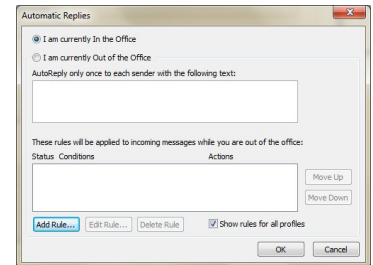 Automatic Replies
I am currently In the Office
I am currently Out of the Office
AutoReply only once to each sender with the following text:
These rules will be applied to incoming messages while you are out of the office:
Status Conditions Actions
Move Up
Move Down
Add Rule... Edit Rule... Delete Rule Show rules for all profiles
OK Cancel